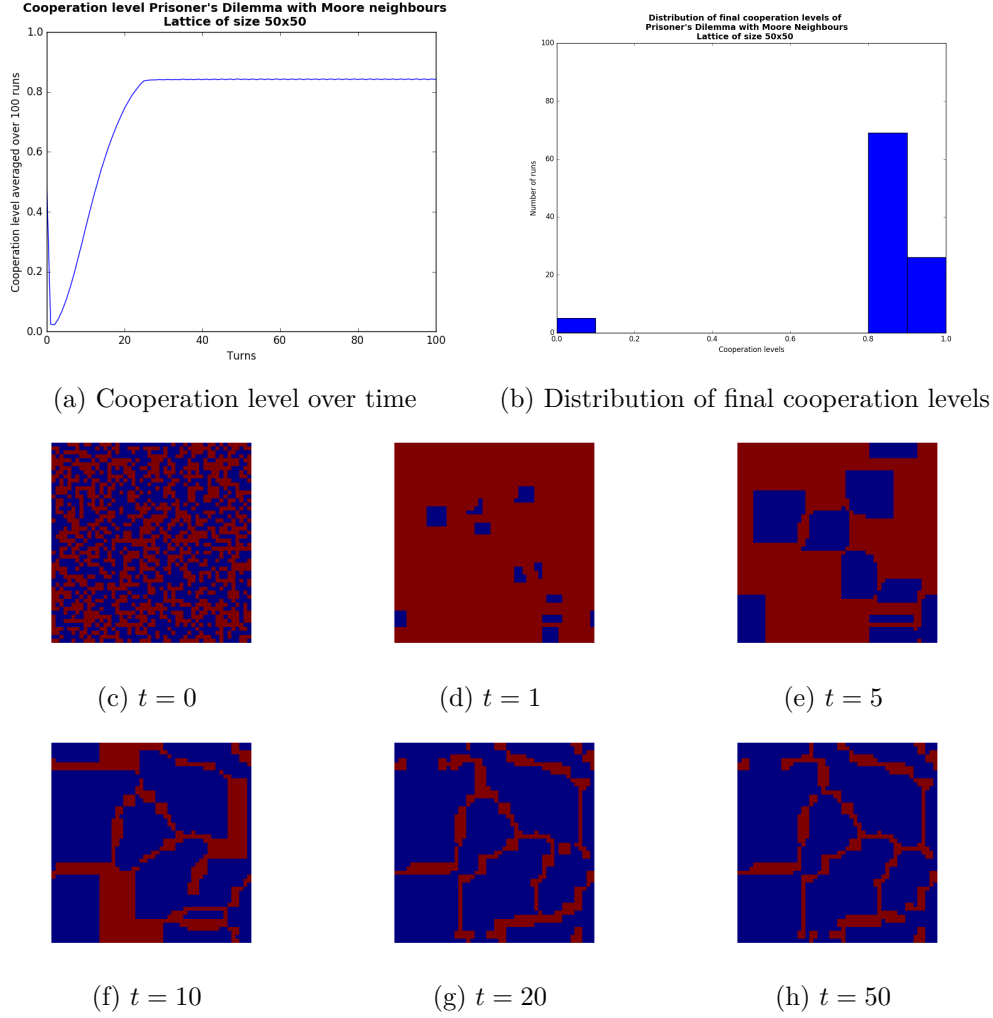 Cooperation level Prisoner's Dilemma with Moore neighbours
Lattice of size 50x50
1.0
0.8
0.6
0.4
0.2
0.0
Cooperation level averaged over 100 runs
0 20 40 60 80 100
Turns
(a) Cooperation level over time
Distribution of final cooperation levels of
Prisoner's Dilemma with Moore Neighbours
Lattice of size 50x50
100
80
60
40
20
0
Number of runs
0.0 0.2 0.4 0.6 0.8 1.0
Cooperation levels
(b) Distribution of final cooperation levels
(c) t = 0
(d) t = 1
(e) t = 5
(f) t = 10
(g) t = 20
(h) t = 50